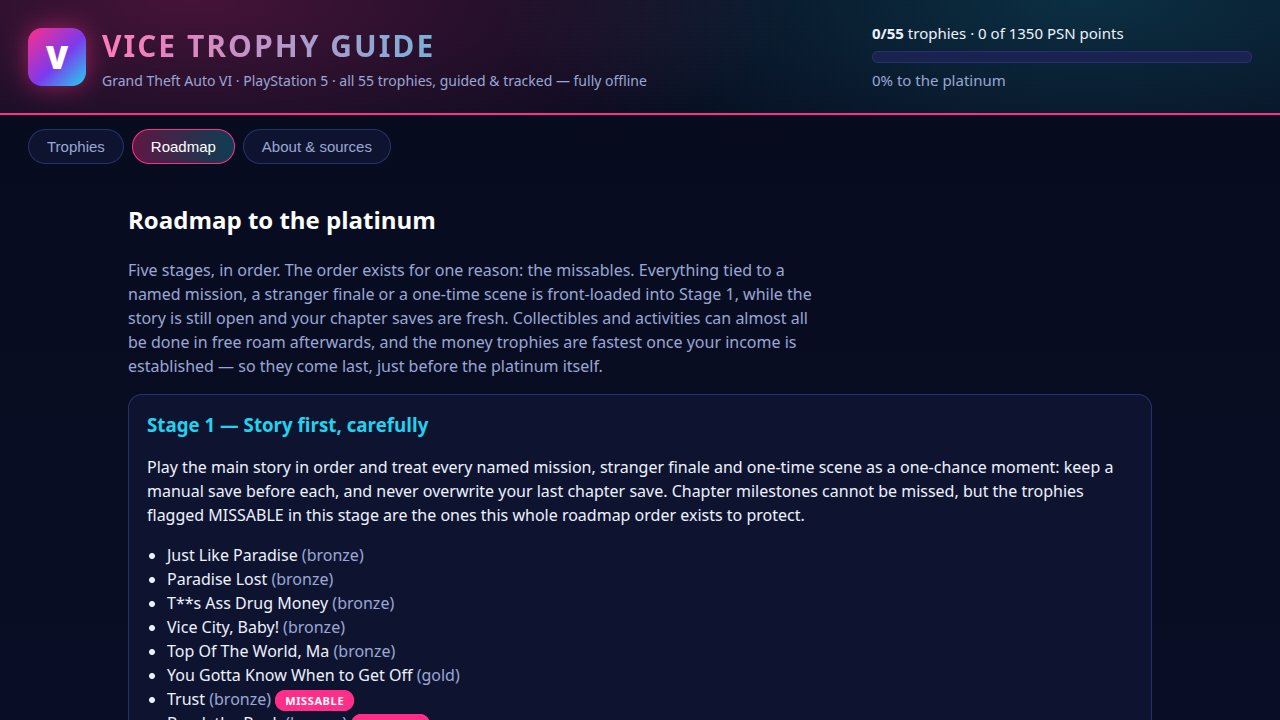 V
VICE TROPHY GUIDE
Grand Theft Auto VI · PlayStation 5 · all 55 trophies, guided & tracked — fully offline
0/55 trophies · 0 of 1350 PSN points
0% to the platinum
Trophies
Roadmap
About & sources
Roadmap to the platinum
Five stages, in order. The order exists for one reason: the missables. Everything tied to a
named mission, a stranger finale or a one-time scene is front-loaded into Stage 1, while the
story is still open and your chapter saves are fresh. Collectibles and activities can almost all
be done in free roam afterwards, and the money trophies are fastest once your income is
established — so they come last, just before the platinum itself.
Stage 1 — Story first, carefully
Play the main story in order and treat every named mission, stranger finale and one-time scene as a one-chance moment: keep a
manual save before each, and never overwrite your last chapter save. Chapter milestones cannot be missed, but the trophies
flagged MISSABLE in this stage are the ones this whole roadmap order exists to protect.
Just Like Paradise (bronze)
Paradise Lost (bronze)
T**s Ass Drug Money (bronze)
Vice City, Baby! (bronze)
Top Of The World, Ma (bronze)
You Gotta Know When to Get Off (gold)
Trust (bronze) MISSABLE